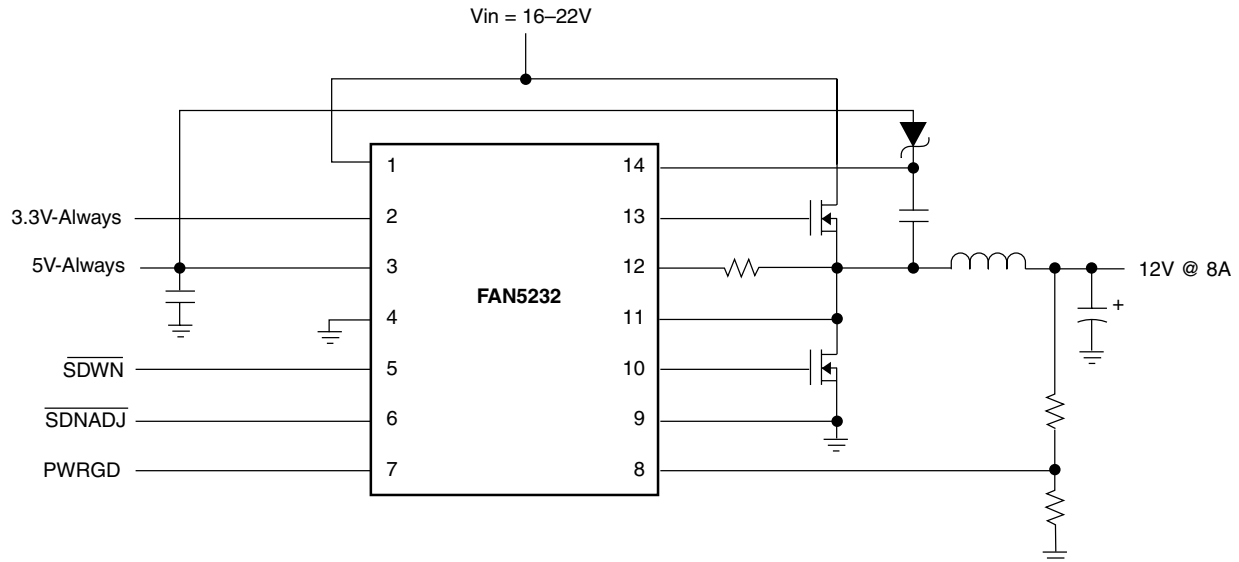 Vin = 16–22V
1
14
3.3V-Always
2
13
5V-Always
3
12
12V @ 8A
FAN5232
+
4
11
SDWN
5
10
SDNADJ
6
9
PWRGD
7
8